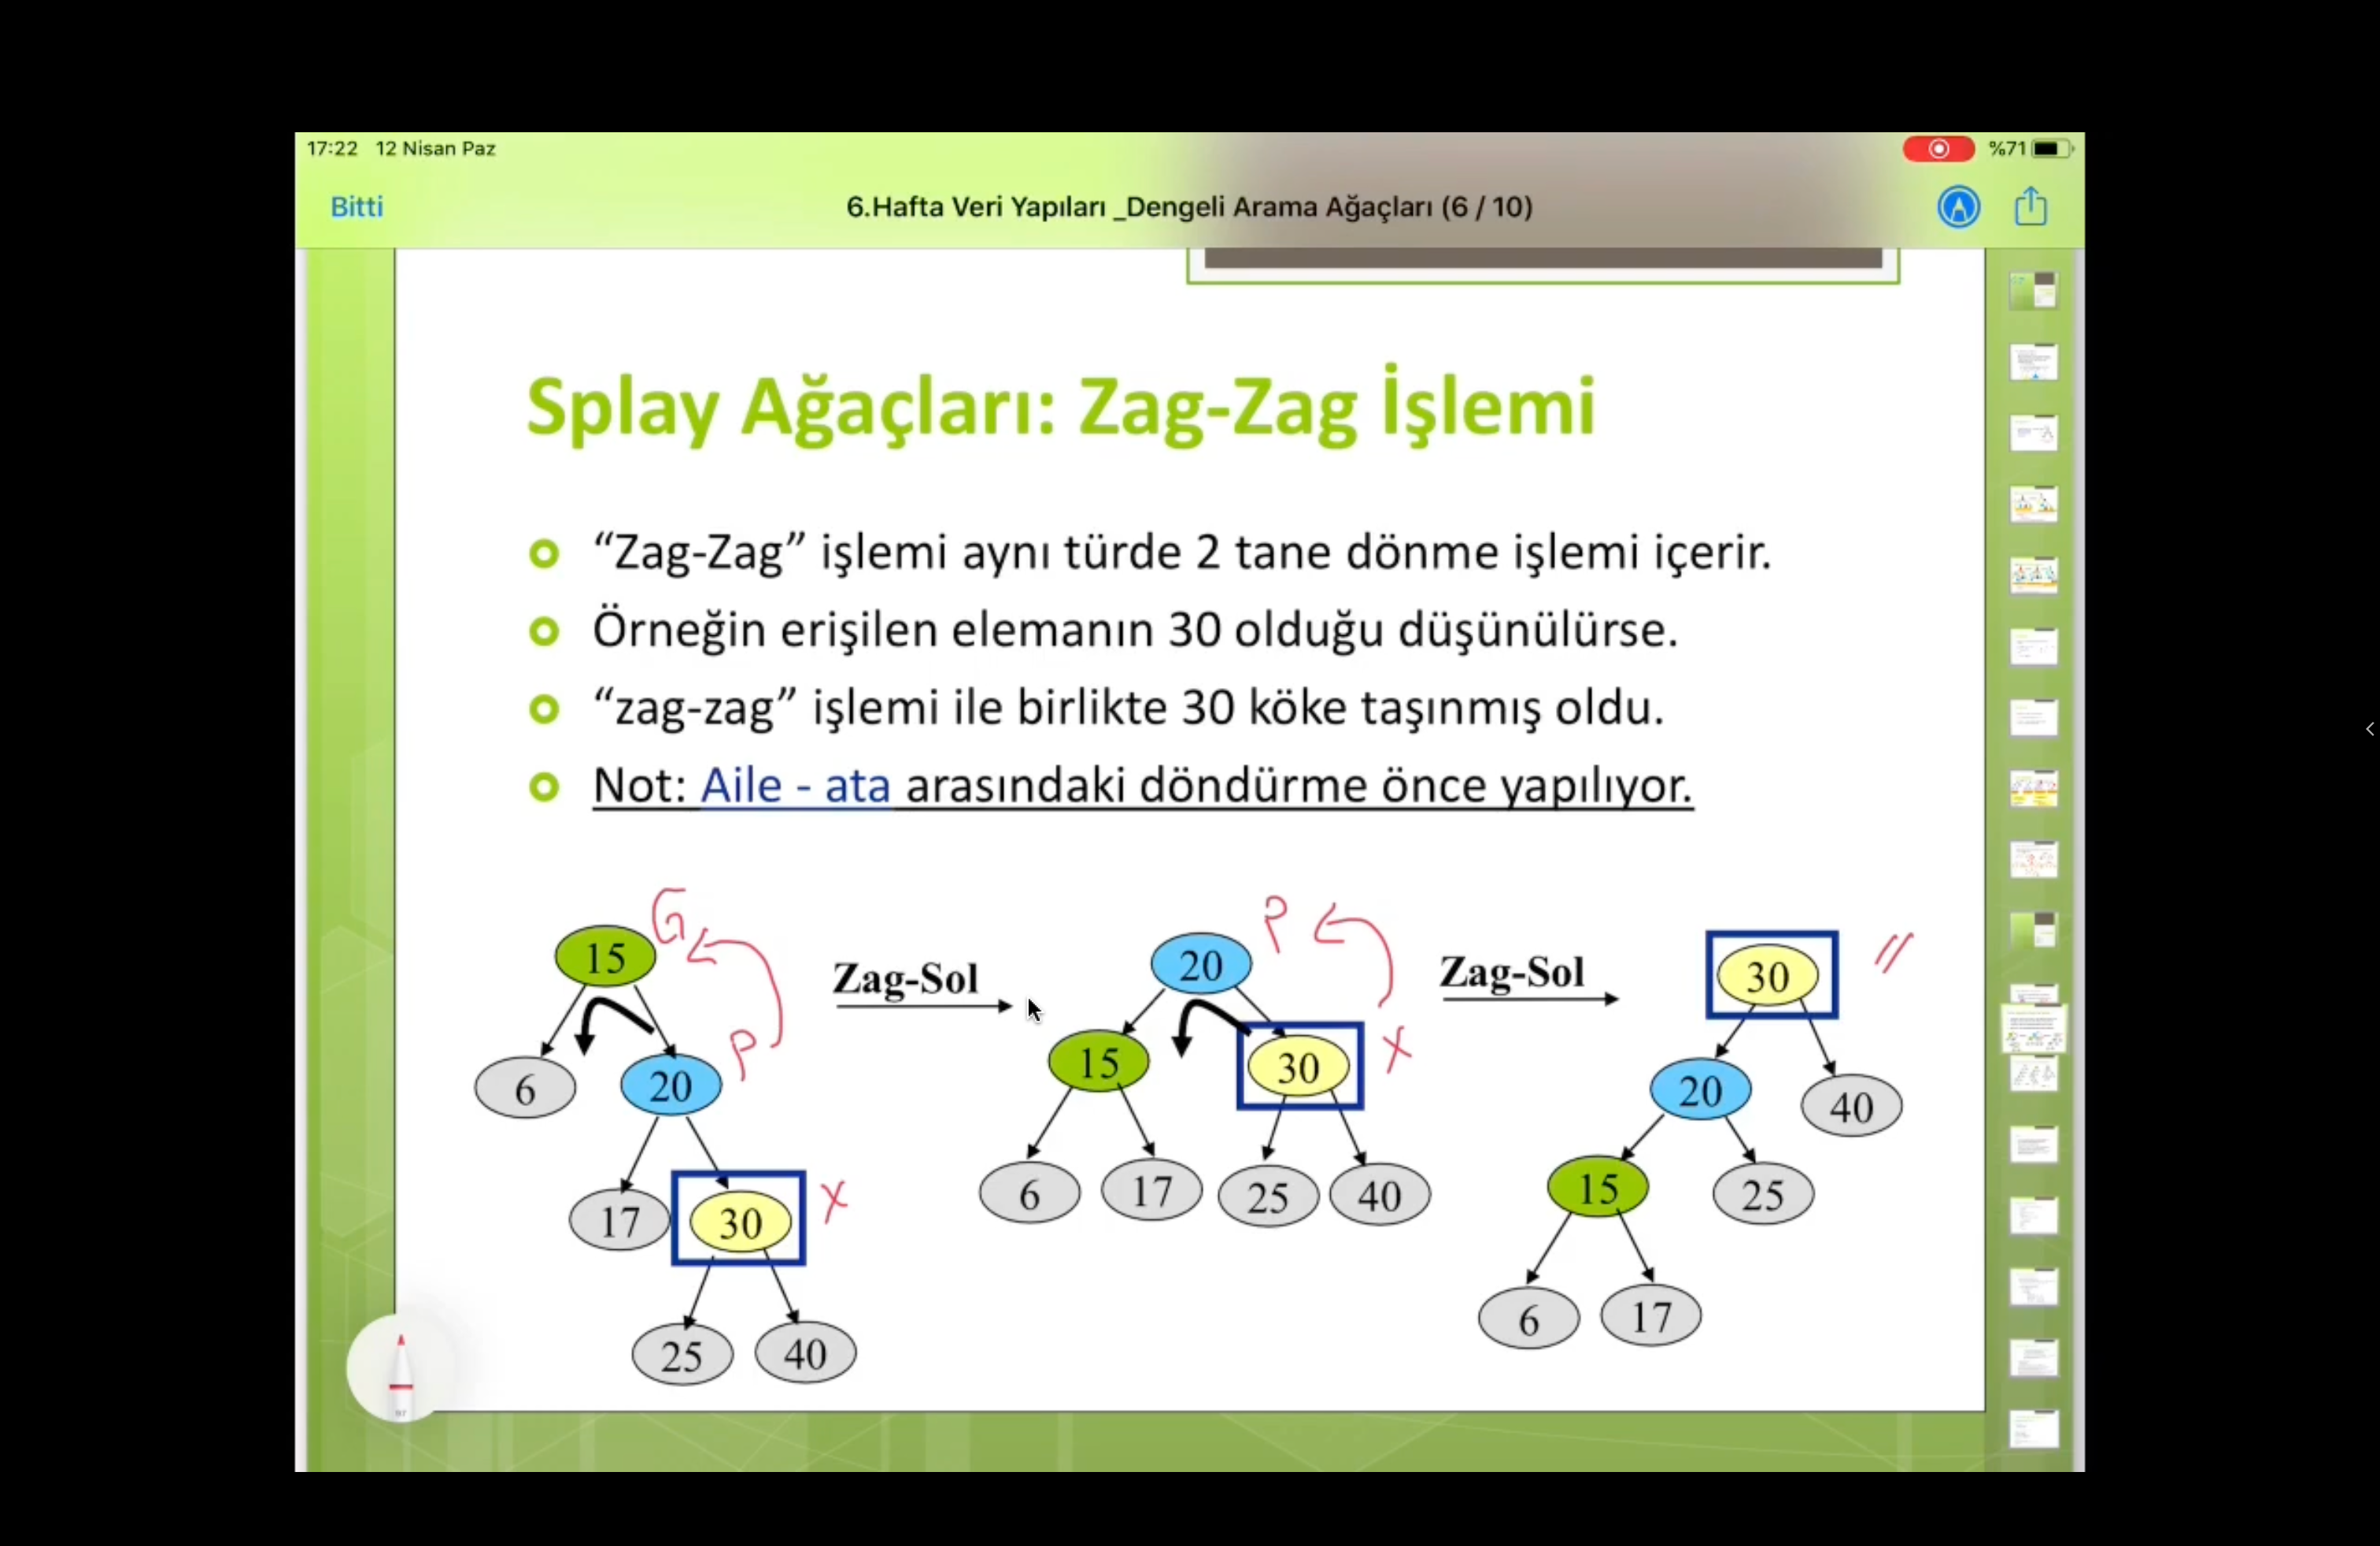 17:22 12 Nisan Paz
%71
Bitti
6.Hafta Veri Yapıları _Dengeli Arama Ağaçları (6 / 10)
Splay Ağaçları: Zag-Zag İşlemi
“Zag-Zag” işlemi aynı türde 2 tane dönme işlemi içerir.
Örneğin erişilen elemanın 30 olduğu düşünülürse.
“zag-zag” işlemi ile birlikte 30 köke taşınmış oldu.
Not: Aile - ata arasındaki döndürme önce yapılıyor.
15 G
6 20 P
17 30 X
25 40
Zag-Sol
20 P
15 30 X
6 17 25 40
Zag-Sol
30
20 40
15 25
6 17
97